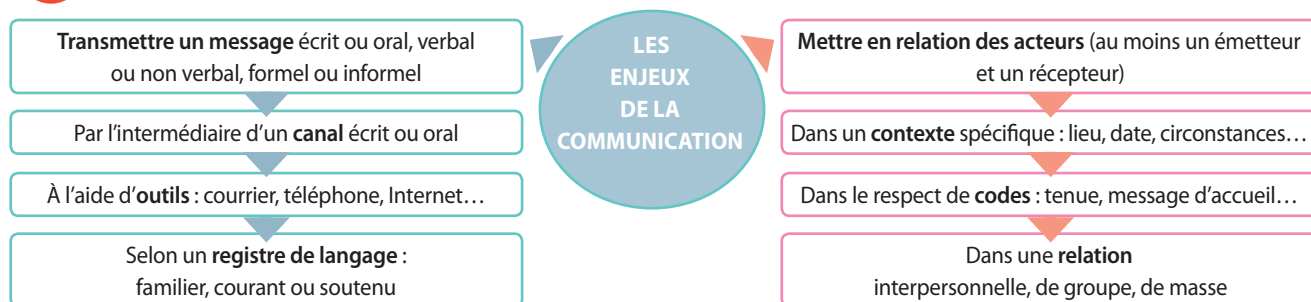 Transmettre un message écrit ou oral, verbal
ou non verbal, formel ou informel
Par l'intermédiaire d'un canal écrit ou oral
À l'aide d'outils : courrier, téléphone, Internet…
Selon un registre de langage :
familier, courant ou soutenu
LES
ENJEUX
DE LA
COMMUNICATION
Mettre en relation des acteurs (au moins un émetteur
et un récepteur)
Dans un contexte spécifique : lieu, date, circonstances…
Dans le respect de codes : tenue, message d'accueil…
Dans une relation
interpersonnelle, de groupe, de masse